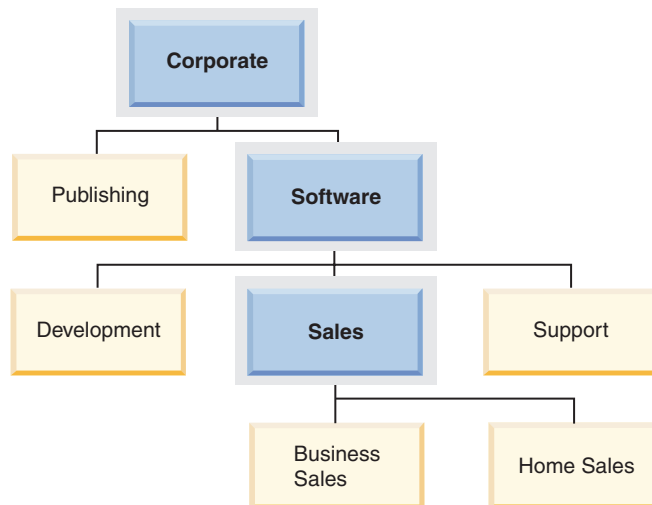 Corporate
Publishing
Software
Development
Sales
Support
Business
Sales
Home Sales